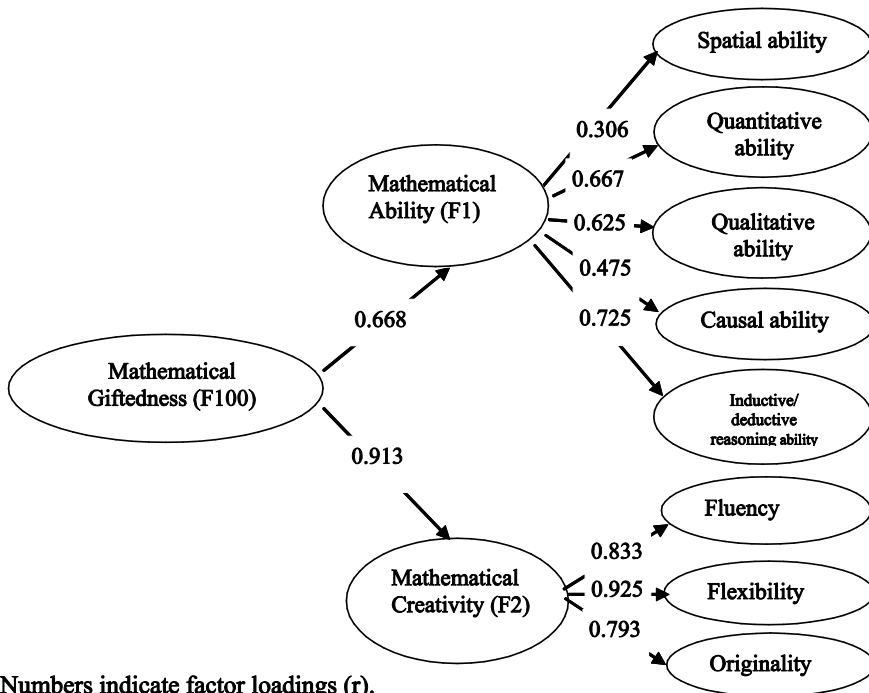 Spatial ability
0.306
Quantitative
ability
Mathematical
Ability (F1)
0.667
0.625
Qualitative
ability
0.475
0.725
Causal ability
0.668
Mathematical
Giftedness (F100)
Inductive/
deductive
reasoning ability
0.913
Fluency
0.833
Mathematical
Creativity (F2)
0.925
Flexibility
0.793
Originality
Numbers indicate factor loadings (r).